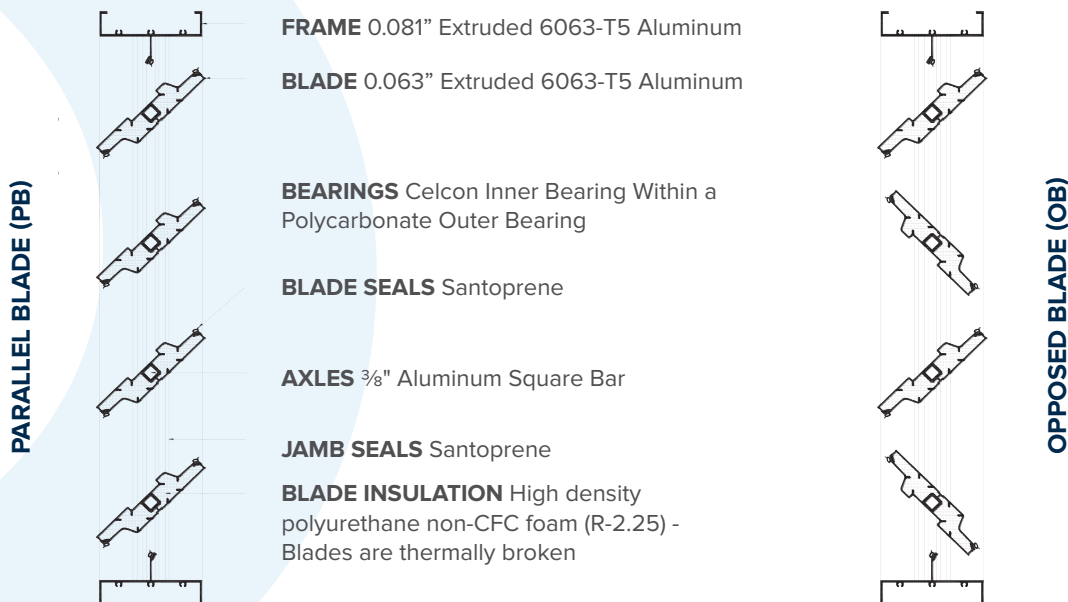 FRAME 0.081” Extruded 6063-T5 Aluminum
BLADE 0.063” Extruded 6063-T5 Aluminum
BEARINGS Celcon Inner Bearing Within a
Polycarbonate Outer Bearing
BLADE SEALS Santoprene
AXLES ⅜" Aluminum Square Bar
JAMB SEALS Santoprene
BLADE INSULATION High density
polyurethane non-CFC foam (R-2.25) -
Blades are thermally broken
PARALLEL BLADE (PB)
OPPOSED BLADE (OB)